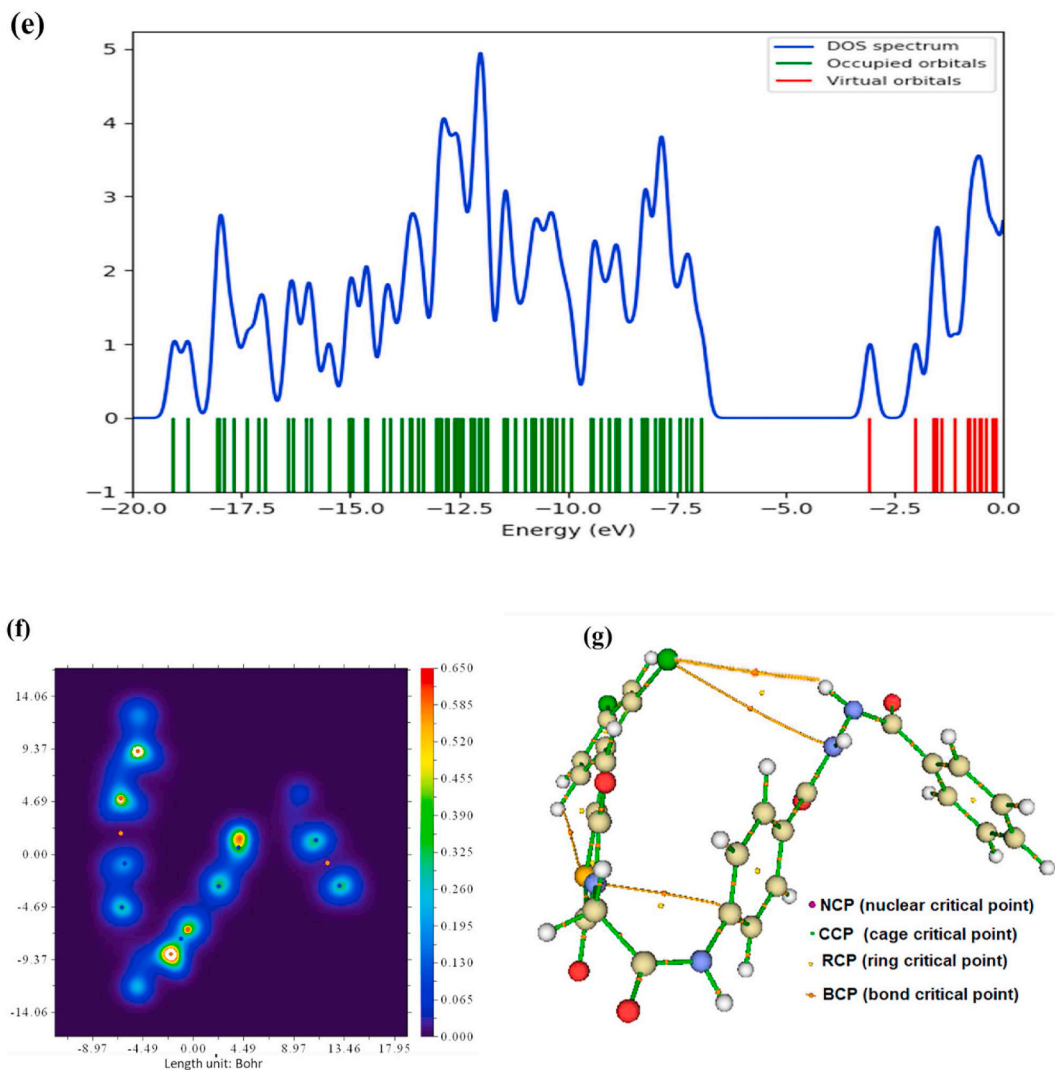 (e)
DOS spectrum
Occupied orbitals
Virtual orbitals
5
4
3
2
1
0
−1
−20.0 −17.5 −15.0 −12.5 −10.0 −7.5 −5.0 −2.5 0.0
Energy (eV)
(f)
14.06
9.37
4.69
0.00
-4.69
-9.37
-14.06
-8.97 -4.49 0.00 4.49 8.97 13.46 17.95
Length unit: Bohr
0.650
0.585
0.520
0.455
0.390
0.325
0.260
0.195
0.130
0.065
0.000
(g)
NCP (nuclear critical point)
CCP (cage critical point)
RCP (ring critical point)
BCP (bond critical point)